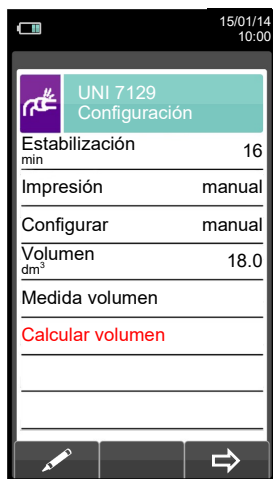 15/01/14
10:00
UNI 7129
Configuración
Estabilización 16
min
Impresión manual
Configurar manual
Volumen 18.0
dm³
Medida volumen
Calcular volumen